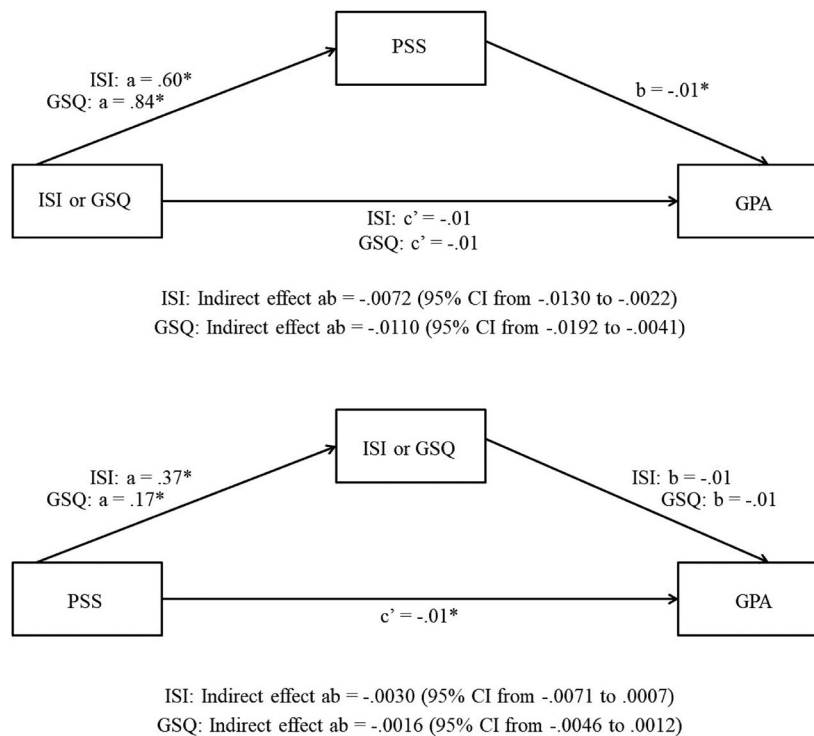 PSS
ISI: a = .60*
GSQ: a = .84*
b = -.01*
ISI or GSQ
GPA
ISI: c’ = -.01
GSQ: c’ = -.01
ISI: Indirect effect ab = -.0072 (95% CI from -.0130 to -.0022)
GSQ: Indirect effect ab = -.0110 (95% CI from -.0192 to -.0041)
ISI or GSQ
ISI: a = .37*
GSQ: a = .17*
ISI: b = -.01
GSQ: b = -.01
PSS
GPA
c’ = -.01*
ISI: Indirect effect ab = -.0030 (95% CI from -.0071 to .0007)
GSQ: Indirect effect ab = -.0016 (95% CI from -.0046 to .0012)